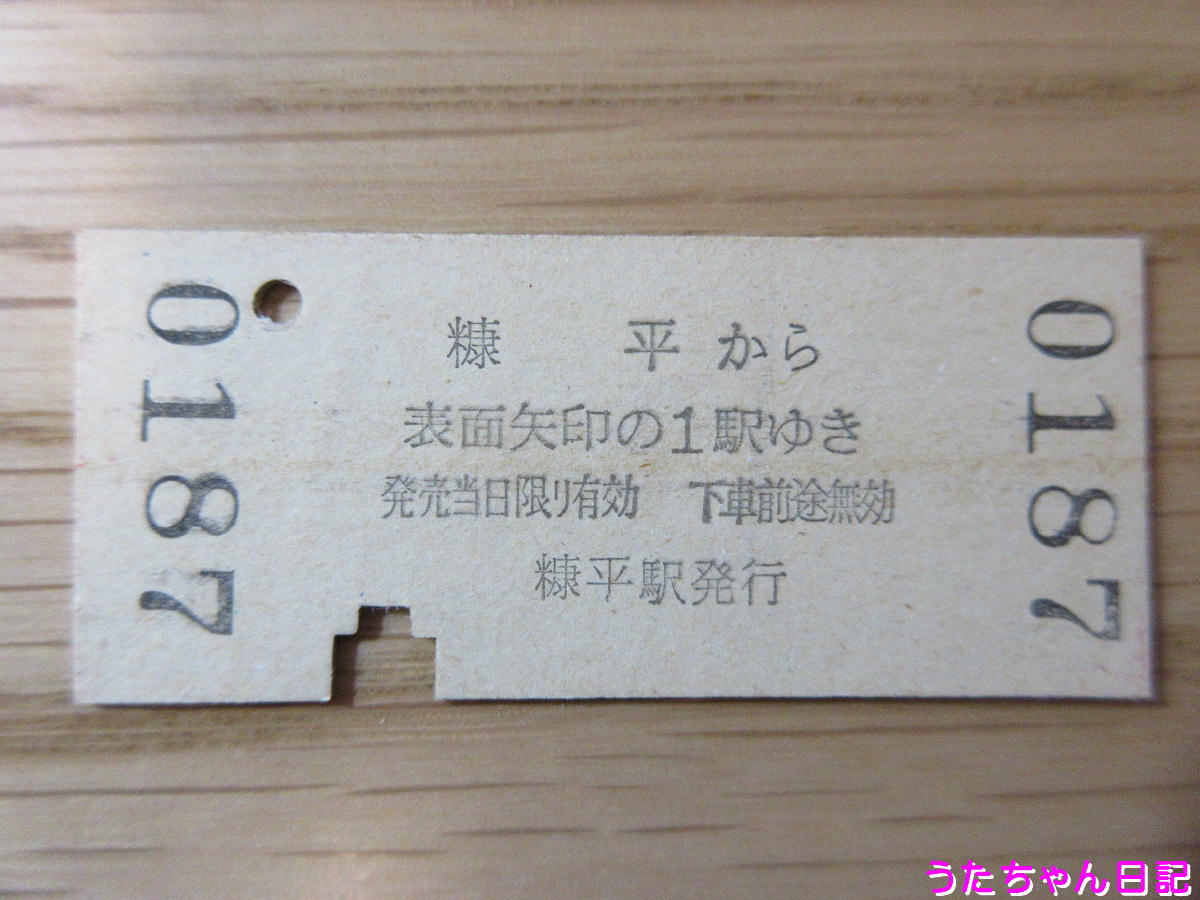 0187
糠 平 から
表面矢印の1駅ゆき
発売当日限り有効 下車前途無効
糠平駅発行
0187
うたちゃん日記